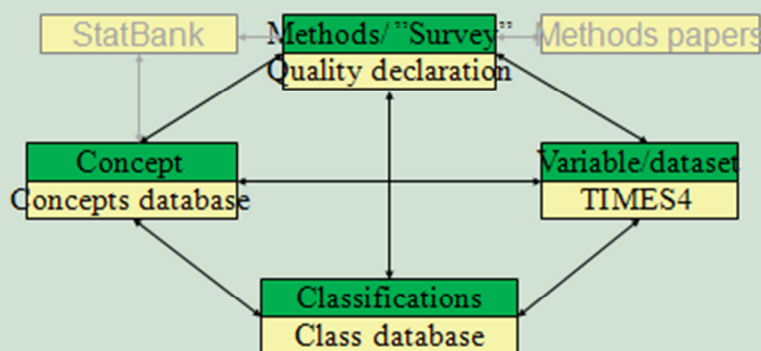 StatBank
Methods/ ”Survey”
Methods papers
Quality declaration
Concept
Variable/dataset
Concepts database
TIMES4
Classifications
Class database